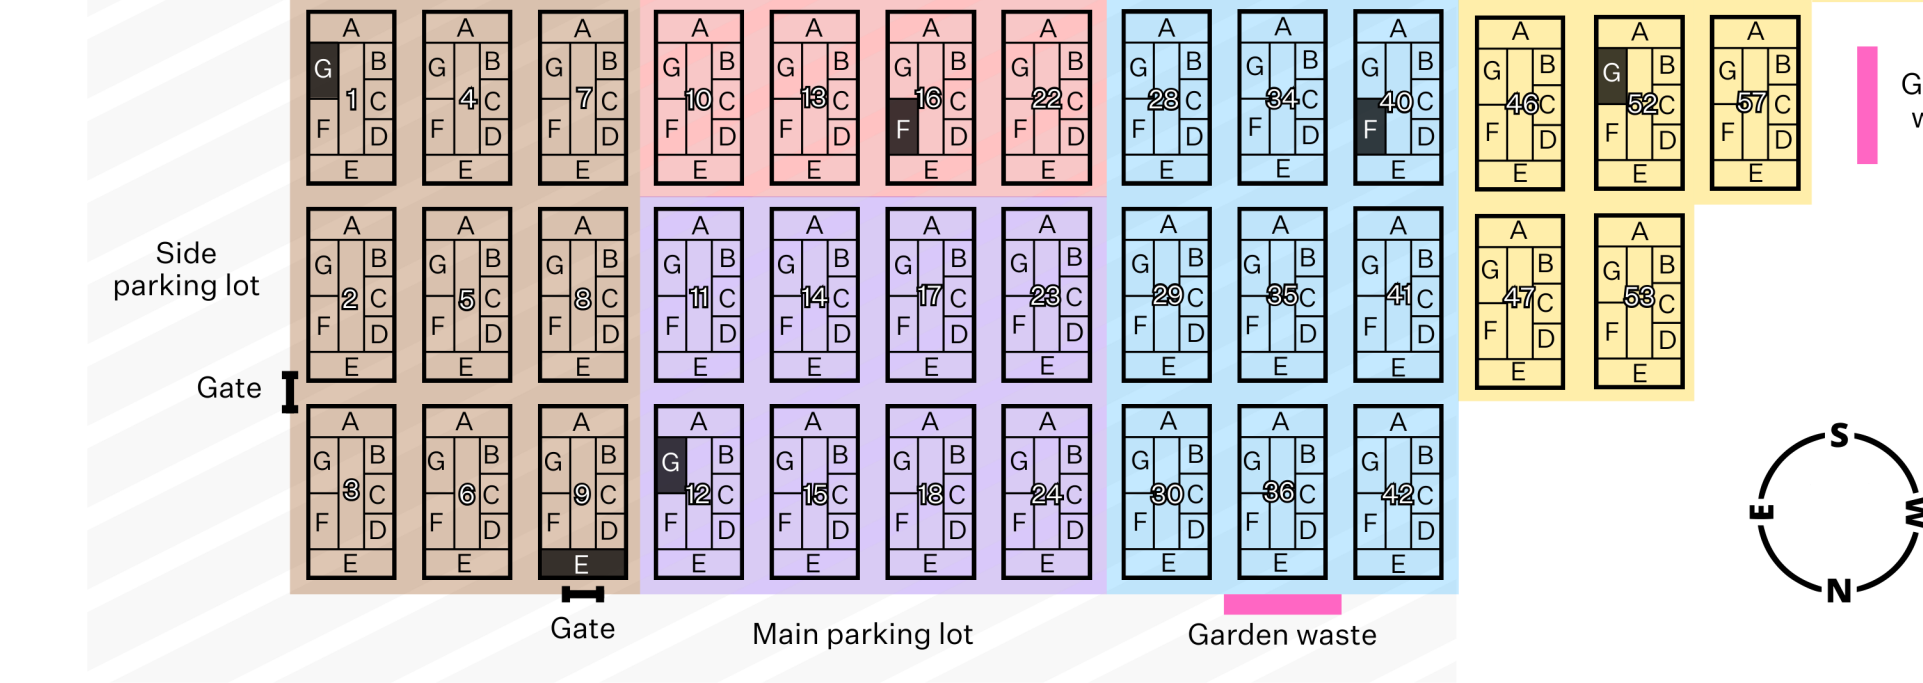 A A A A A A A A A A A A A
G B G B G B G B G B G B G B G B G B G B G B G B G B
1 C 4 C 7 C 10 C 13 C 16 C 22 C 28 C 34 C 40 C 46 C 52 C 57 C
F D F D F D F D F D F D F D F D F D F D F D F D F D
E E E E E E E E E E E E E
G
w
A A A A A A A A A A A A
G B G B G B G B G B G B G B G B G B G B G B G B
2 C 5 C 8 C 11 C 14 C 17 C 23 C 29 C 35 C 41 C 47 C 53 C
F D F D F D F D F D F D F D F D F D F D F D F D
E E E E E E E E E E E E
Side
parking lot
Gate
A A A A A A A A A A
G B G B G B G B G B G B G B G B G B G B
3 C 6 C 9 C 12 C 15 C 18 C 24 C 30 C 36 C 42 C
F D F D F D F D F D F D F D F D F D F D
E E E E E E E E E E
S
E W
N
Gate
Main parking lot
Garden waste